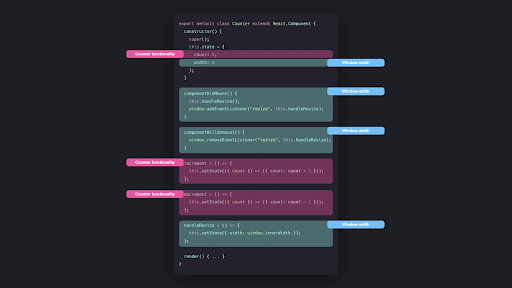 export default class Counter extends React.Component {
constructor() {
super();
this.state = {
Counter functionality
count: 0,
width: 0
Window width
};
}
Window width
componentDidMount() {
this.handleResize();
window.addEventListener("resize", this.handleResize);
}
Window width
componentWillUnmount() {
window.removeEventListener("resize", this.handleResize);
}
Counter functionality
increment = () => {
this.setState(({ count }) => ({ count: count + 1 }));
};
Counter functionality
decrement = () => {
this.setState(({ count }) => ({ count: count - 1 }));
};
Window width
handleResize = () => {
this.setState({ width: window.innerWidth });
};
render() { ... }
}